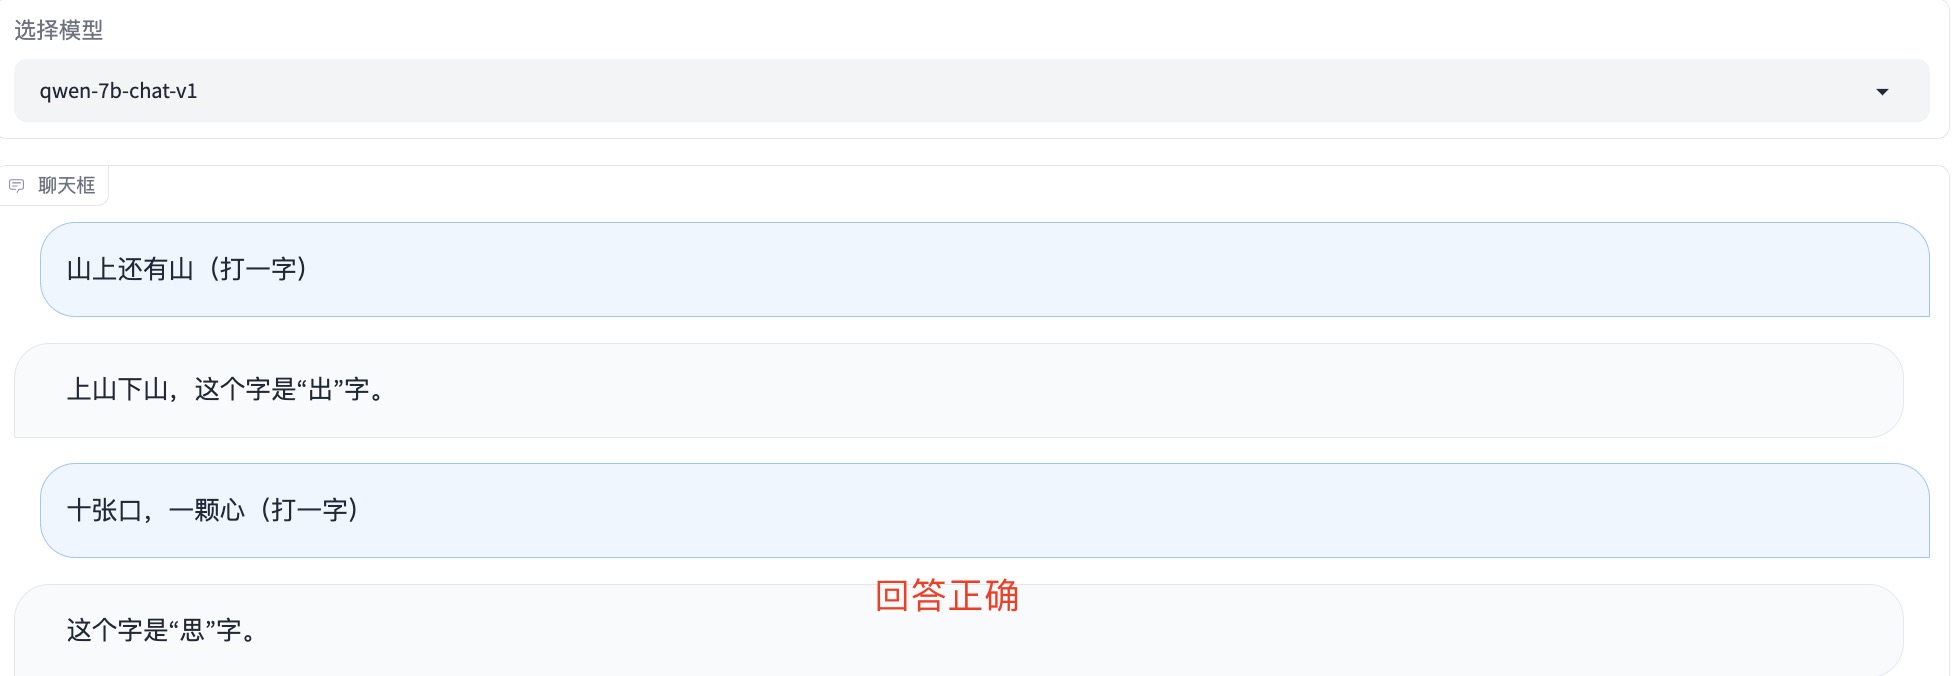 选择模型
qwen-7b-chat-v1
聊天框
山上还有山（打一字）
上山下山，这个字是“出”字。
十张口，一颗心（打一字）
回答正确
这个字是“思”字。